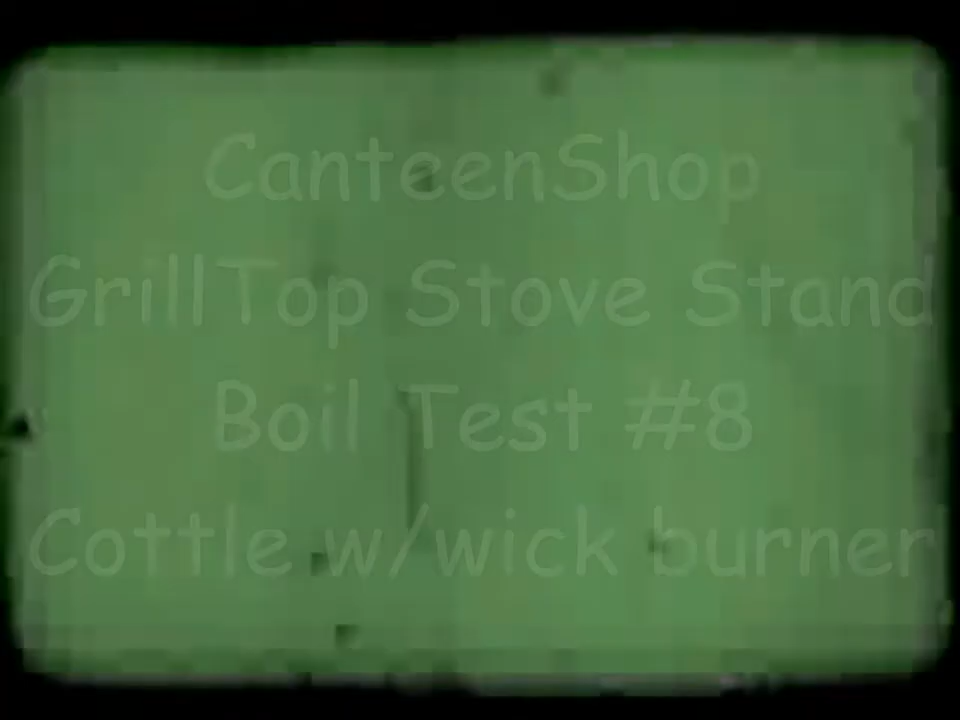 CanteenShop
GrillTop Stove Stand
Boil Test #8
Cottle w/wick burner